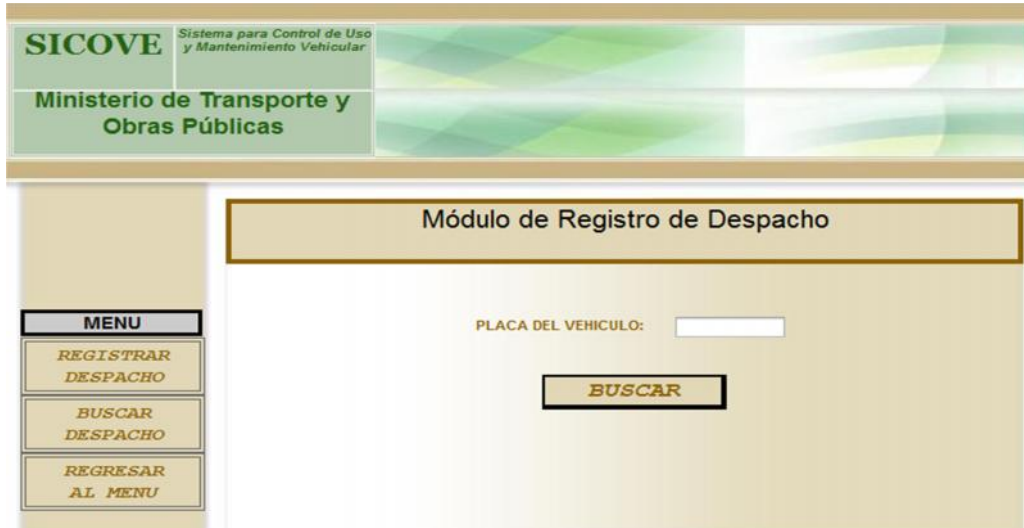 SICOVE
Sistema para Control de Uso
y Mantenimiento Vehicular
Ministerio de Transporte y
Obras Públicas
Módulo de Registro de Despacho
MENU
REGISTRAR
DESPACHO
BUSCAR
DESPACHO
REGRESAR
AL MENU
PLACA DEL VEHICULO:
BUSCAR